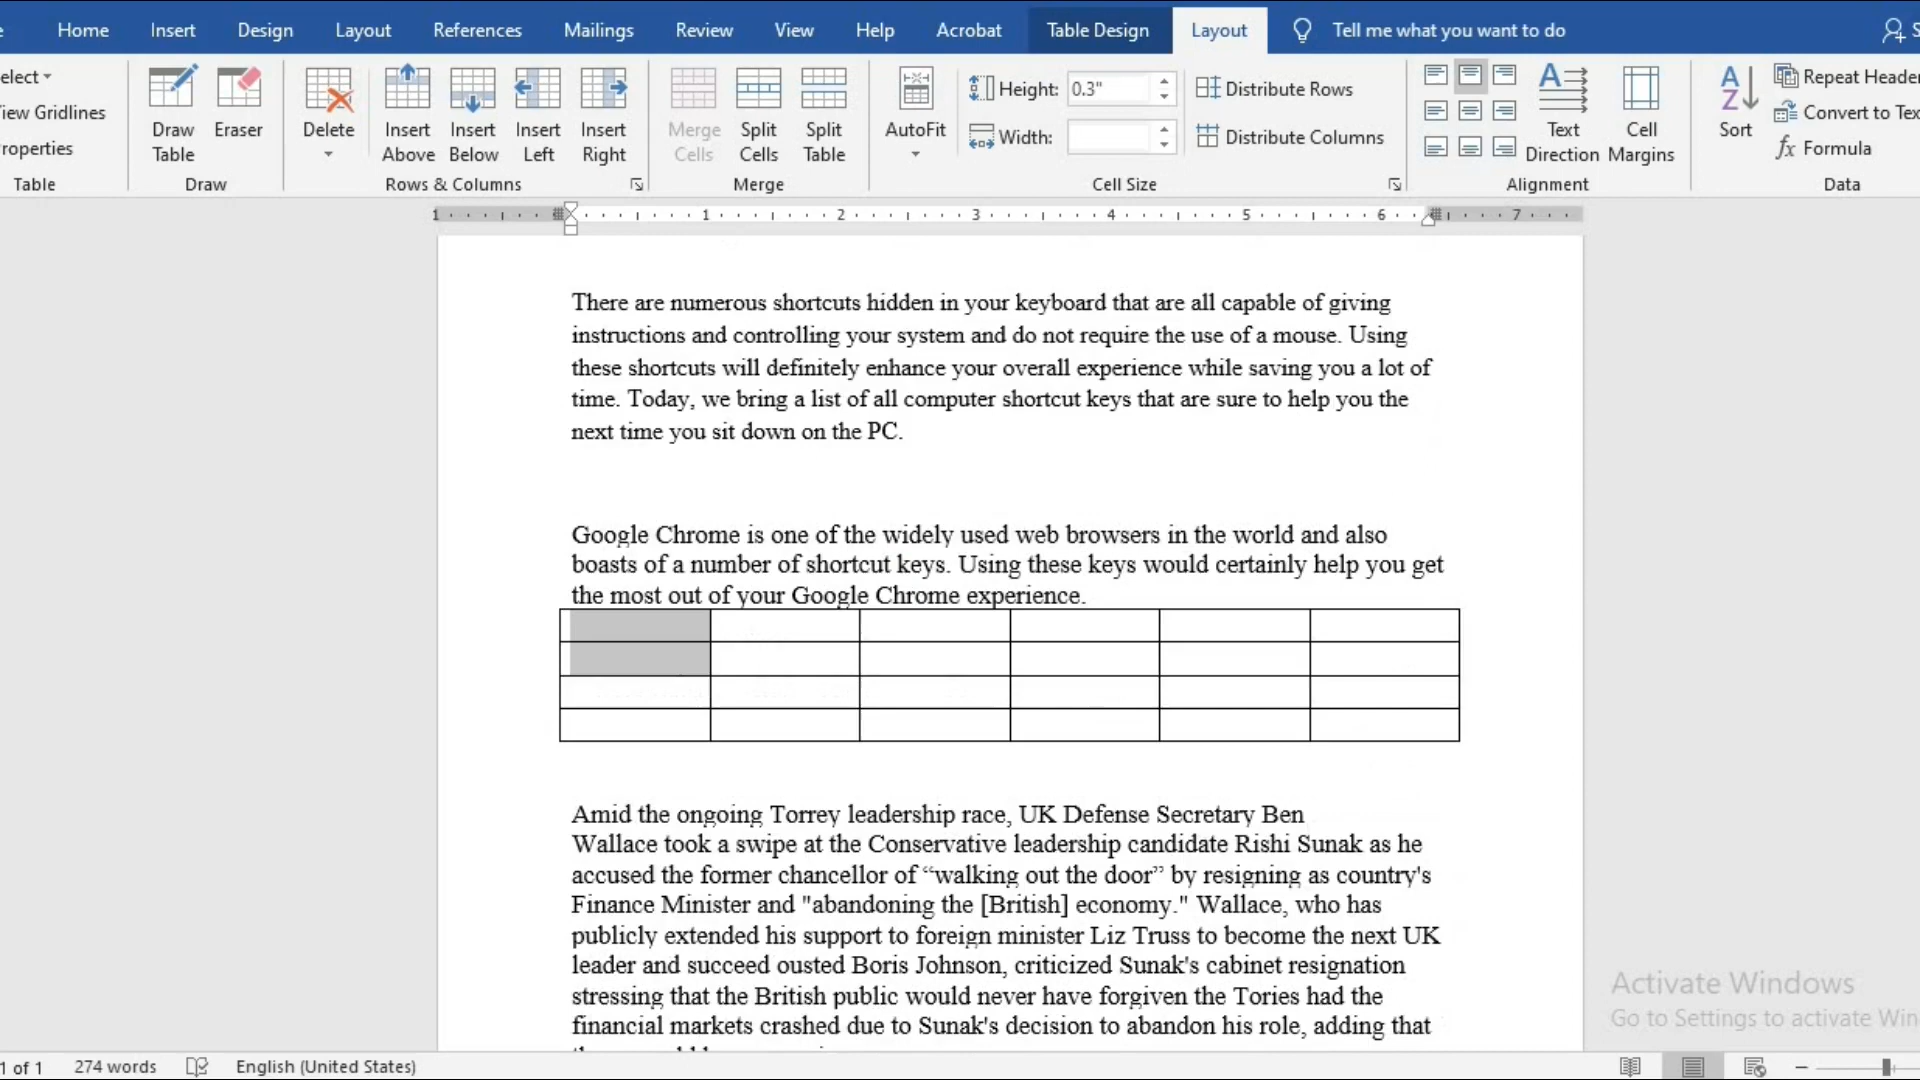 Home Insert Design Layout References Mailings Review View Help Acrobat Table Design Layout Tell me what you want to do
elect
iew Gridlines
roperties
Table
Draw Table
Eraser
Draw
Delete
Insert Above
Insert Below
Insert Left
Insert Right
Rows & Columns
Merge Cells
Split Cells
Split Table
Merge
AutoFit
Height: 0.3"
Width:
Distribute Rows
Distribute Columns
Cell Size
Text Direction
Cell Margins
Alignment
A Z Sort
Repeat Header
Convert to Tex
fx Formula
Data
1 1 2 3 4 5 6 7
There are numerous shortcuts hidden in your keyboard that are all capable of giving
instructions and controlling your system and do not require the use of a mouse. Using
these shortcuts will definitely enhance your overall experience while saving you a lot of
time. Today, we bring a list of all computer shortcut keys that are sure to help you the
next time you sit down on the PC.
Google Chrome is one of the widely used web browsers in the world and also
boasts of a number of shortcut keys. Using these keys would certainly help you get
the most out of your Google Chrome experience.
Amid the ongoing Torrey leadership race, UK Defense Secretary Ben
Wallace took a swipe at the Conservative leadership candidate Rishi Sunak as he
accused the former chancellor of “walking out the door” by resigning as country's
Finance Minister and "abandoning the [British] economy." Wallace, who has
publicly extended his support to foreign minister Liz Truss to become the next UK
leader and succeed ousted Boris Johnson, criticized Sunak's cabinet resignation
stressing that the British public would never have forgiven the Tories had the
financial markets crashed due to Sunak's decision to abandon his role, adding that
Activate Windows
Go to Settings to activate Win
1 of 1 274 words English (United States)